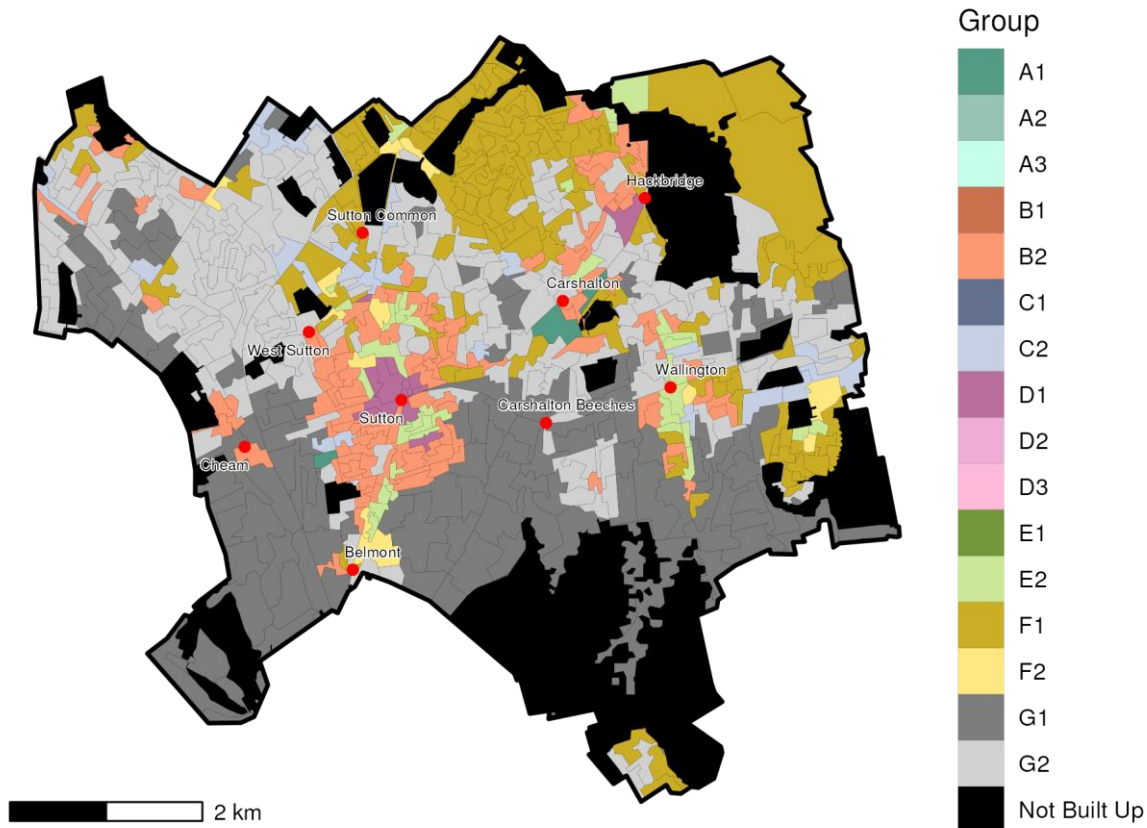 Group
A1
A2
A3
B1
B2
C1
C2
D1
D2
D3
E1
E2
F1
F2
G1
G2
Not Built Up
Hackbridge
Sutton Common
Carshalton
West Sutton
Wallington
Sutton
Carshalton Beeches
Cheam
Belmont
2 km